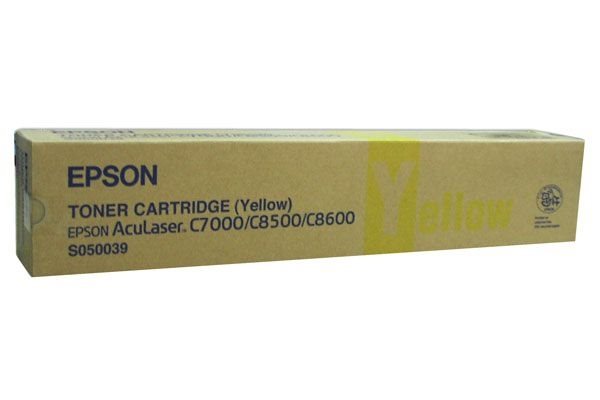 EPSON
TONER CARTRIDGE (Yellow)
EPSON AcuLaser C7000/C8500/C8600
S050039
Yellow